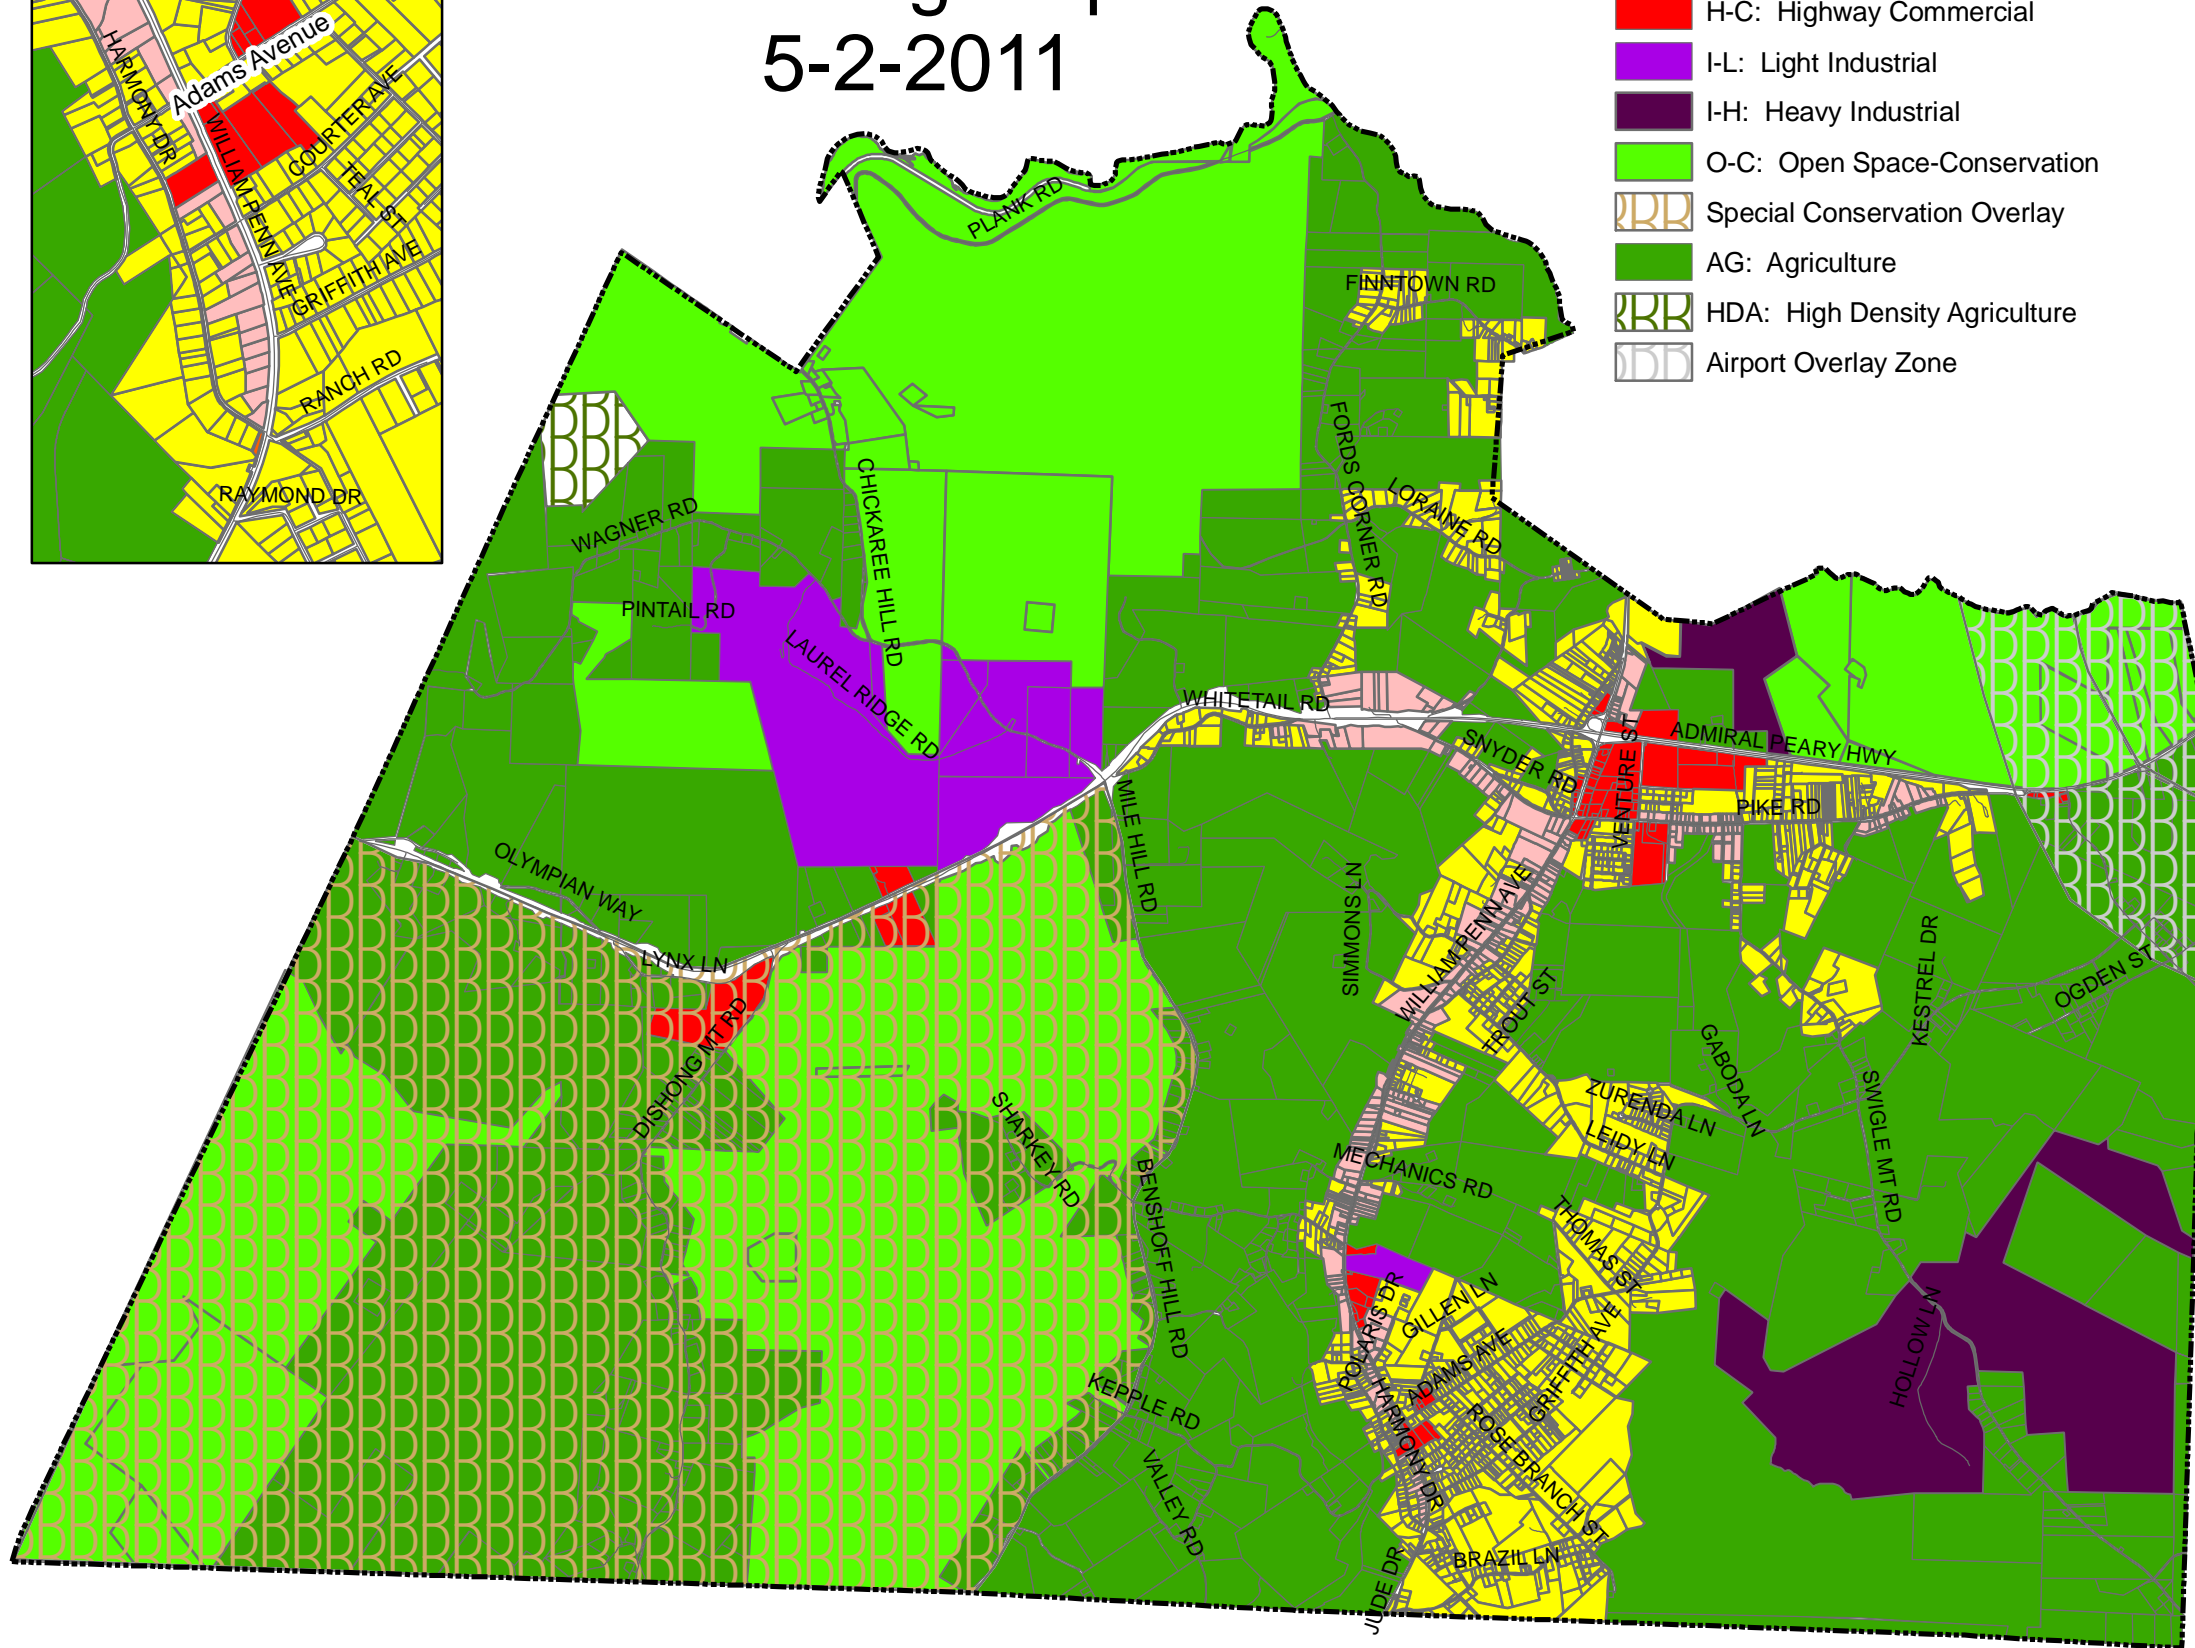 5-2-2011
H-C: Highway Commercial
I-L: Light Industrial
I-H: Heavy Industrial
O-C: Open Space-Conservation
Special Conservation Overlay
AG: Agriculture
HDA: High Density Agriculture
Airport Overlay Zone
HARMONY DR
Adams Avenue
WILLIAM PENN AVE
COURTER AVE
TEAL ST
GRIFFITH AVE
RANCH RD
RAYMOND DR
PLANK RD
FINNTOWN RD
FORDS CORNER RD
LORAINE RD
WAGNER RD
CHICKAREE HILL RD
PINTAIL RD
LAUREL RIDGE RD
WHITETAIL RD
SNYDER RD
VENTURE ST
ADMIRAL PEARY HWY
PIKE RD
MILE HILL RD
OLYMPIAN WAY
SIMMONS LN
WILLIAM PENN AVE
LYNX LN
TROUT ST
KESTREL DR
OGDEN ST
DISHONG MT RD
GABODA LN
SWIGLE MT RD
ZURENDA LN
LEIDY LN
SHARKEY RD
MECHANICS RD
BENSHOFF HILL RD
THOMAS ST
POLARIS DR
GILLEN LN
ADAMS AVE
GRIFFITH AVE
HOLLOW LN
KEPPLE RD
HARMONY DR
ROSE BRANCH ST
VALLEY RD
BRAZIL LN
JUDE DR